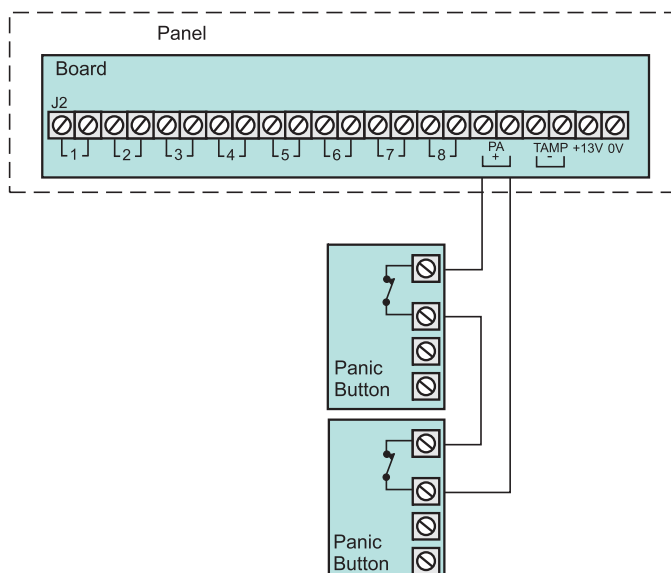 Panel
Board
J2
1 2 3 4 5 6 7 8 PA TAMP +13V 0V
+ -
Panic
Button
Panic
Button